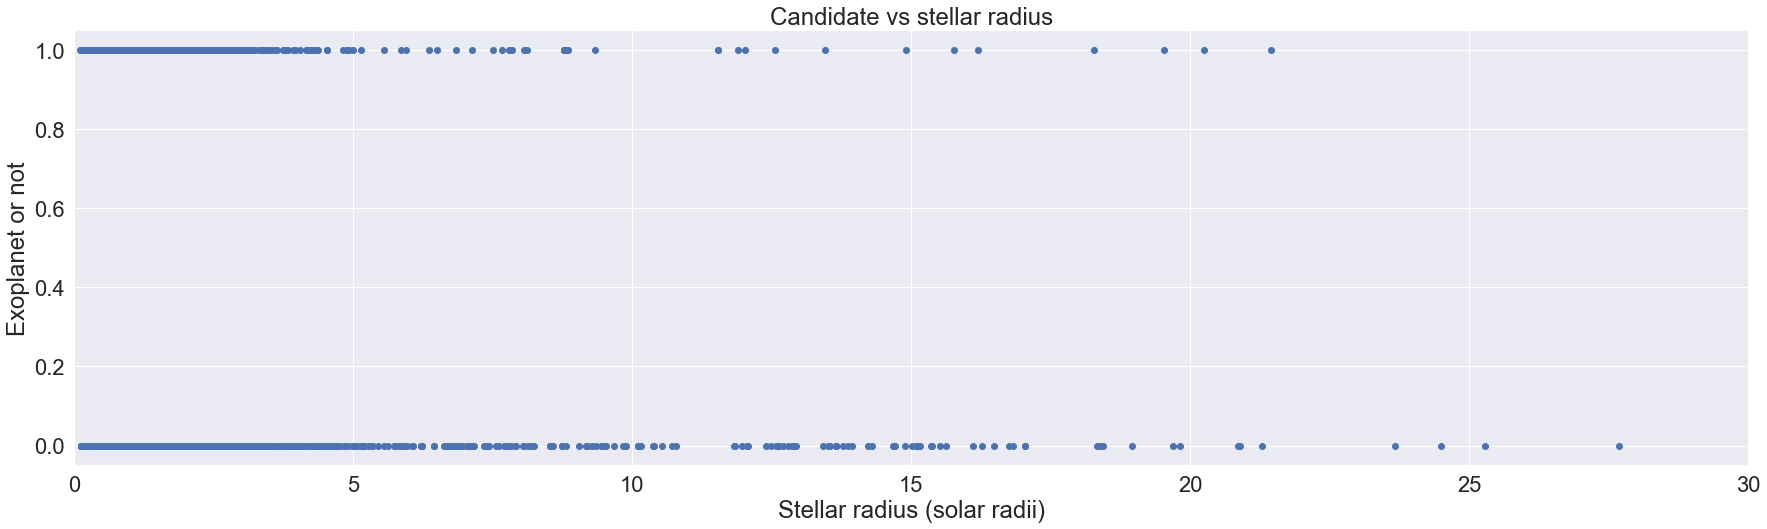 Candidate vs stellar radius
1.0
0.8
0.6
0.4
0.2
0.0
Exoplanet or not
0 5 10 15 20 25 30
Stellar radius (solar radii)